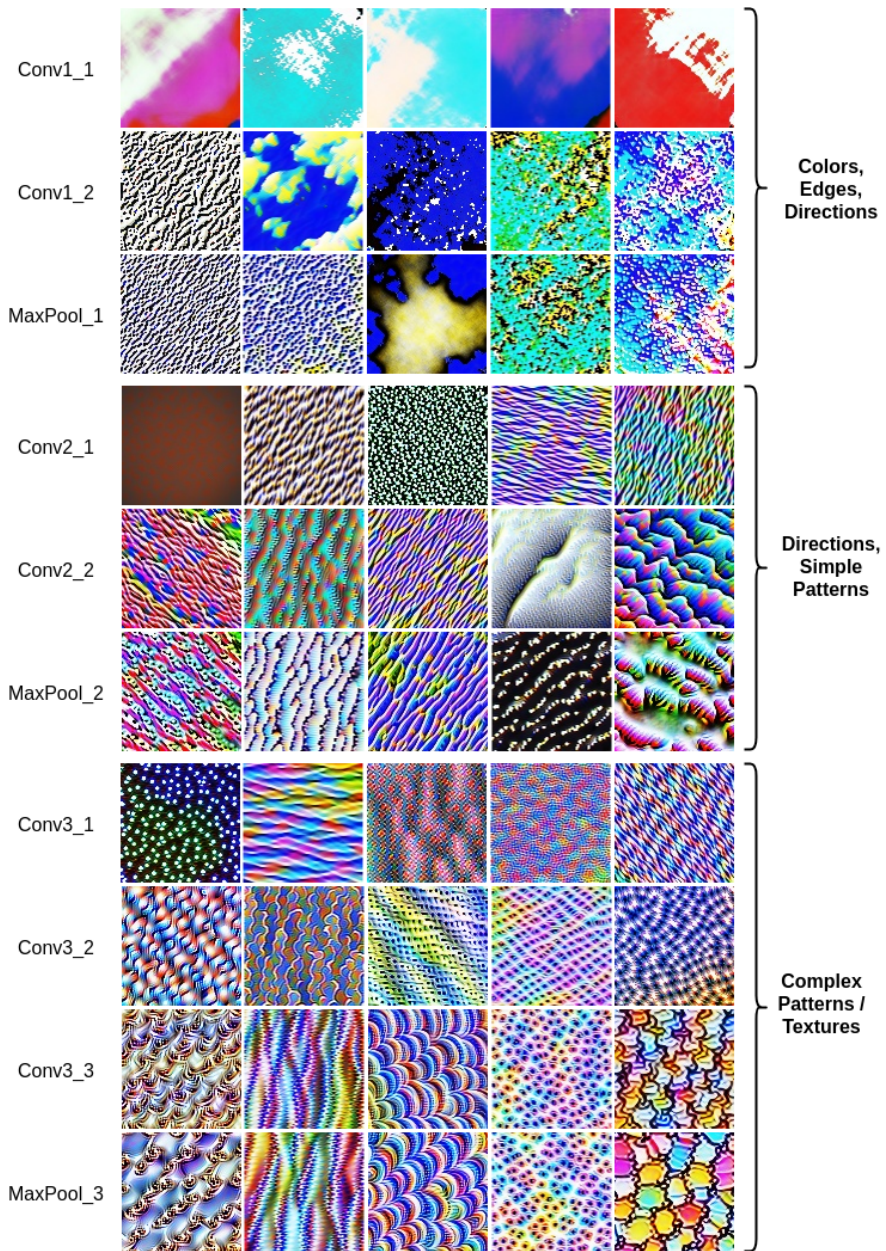 Conv1_1
Conv1_2
MaxPool_1
Colors,
Edges,
Directions
Conv2_1
Conv2_2
MaxPool_2
Directions,
Simple
Patterns
Conv3_1
Conv3_2
Conv3_3
MaxPool_3
Complex
Patterns /
Textures